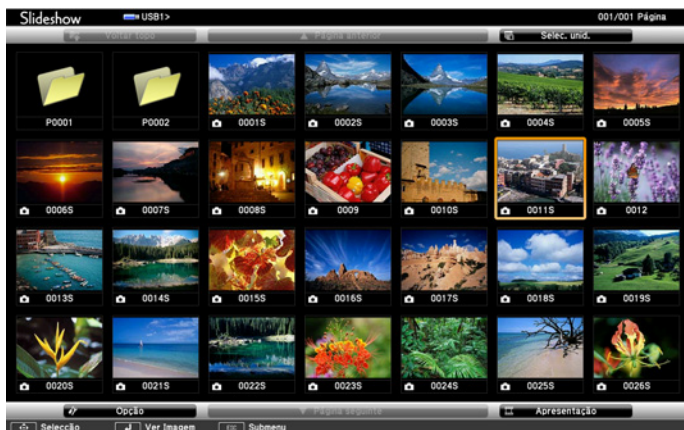 Slideshow USB1> 001/001 Página
Voltar topo ▲ Página anterior Selec. unid.
P0001 P0002 0001S 0002S 0003S 0004S 0005S
0006S 0007S 0008S 0009 0010S 0011S 0012
0013S 0014S 0015S 0016S 0017S 0018S 0019S
0020S 0021S 0022S 0023S 0024S 0025S 0026S
Opção ▼ Página seguinte Apresentação
Selecção Ver Imagem Esc Submenu